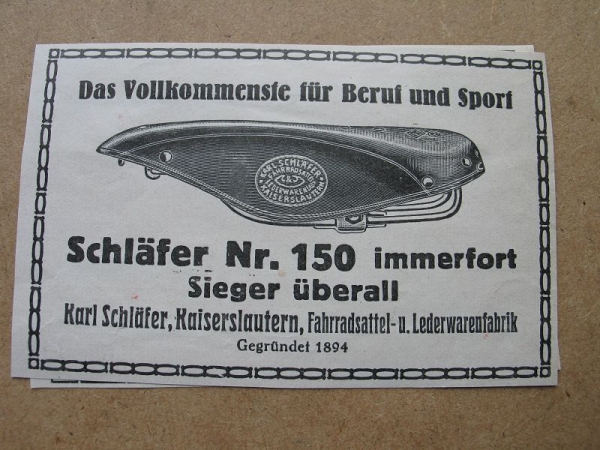 Das Vollkommenste für Beruf und Sport
KARL SCHLÄFER
FAHRRADSATTEL
KAISERSLAUTERN
Schläfer Nr. 150 immerfort
Sieger überall
Karl Schläfer, Kaiserslautern, Fahrradsattel- u. Lederwarenfabrik
Gegründet 1894